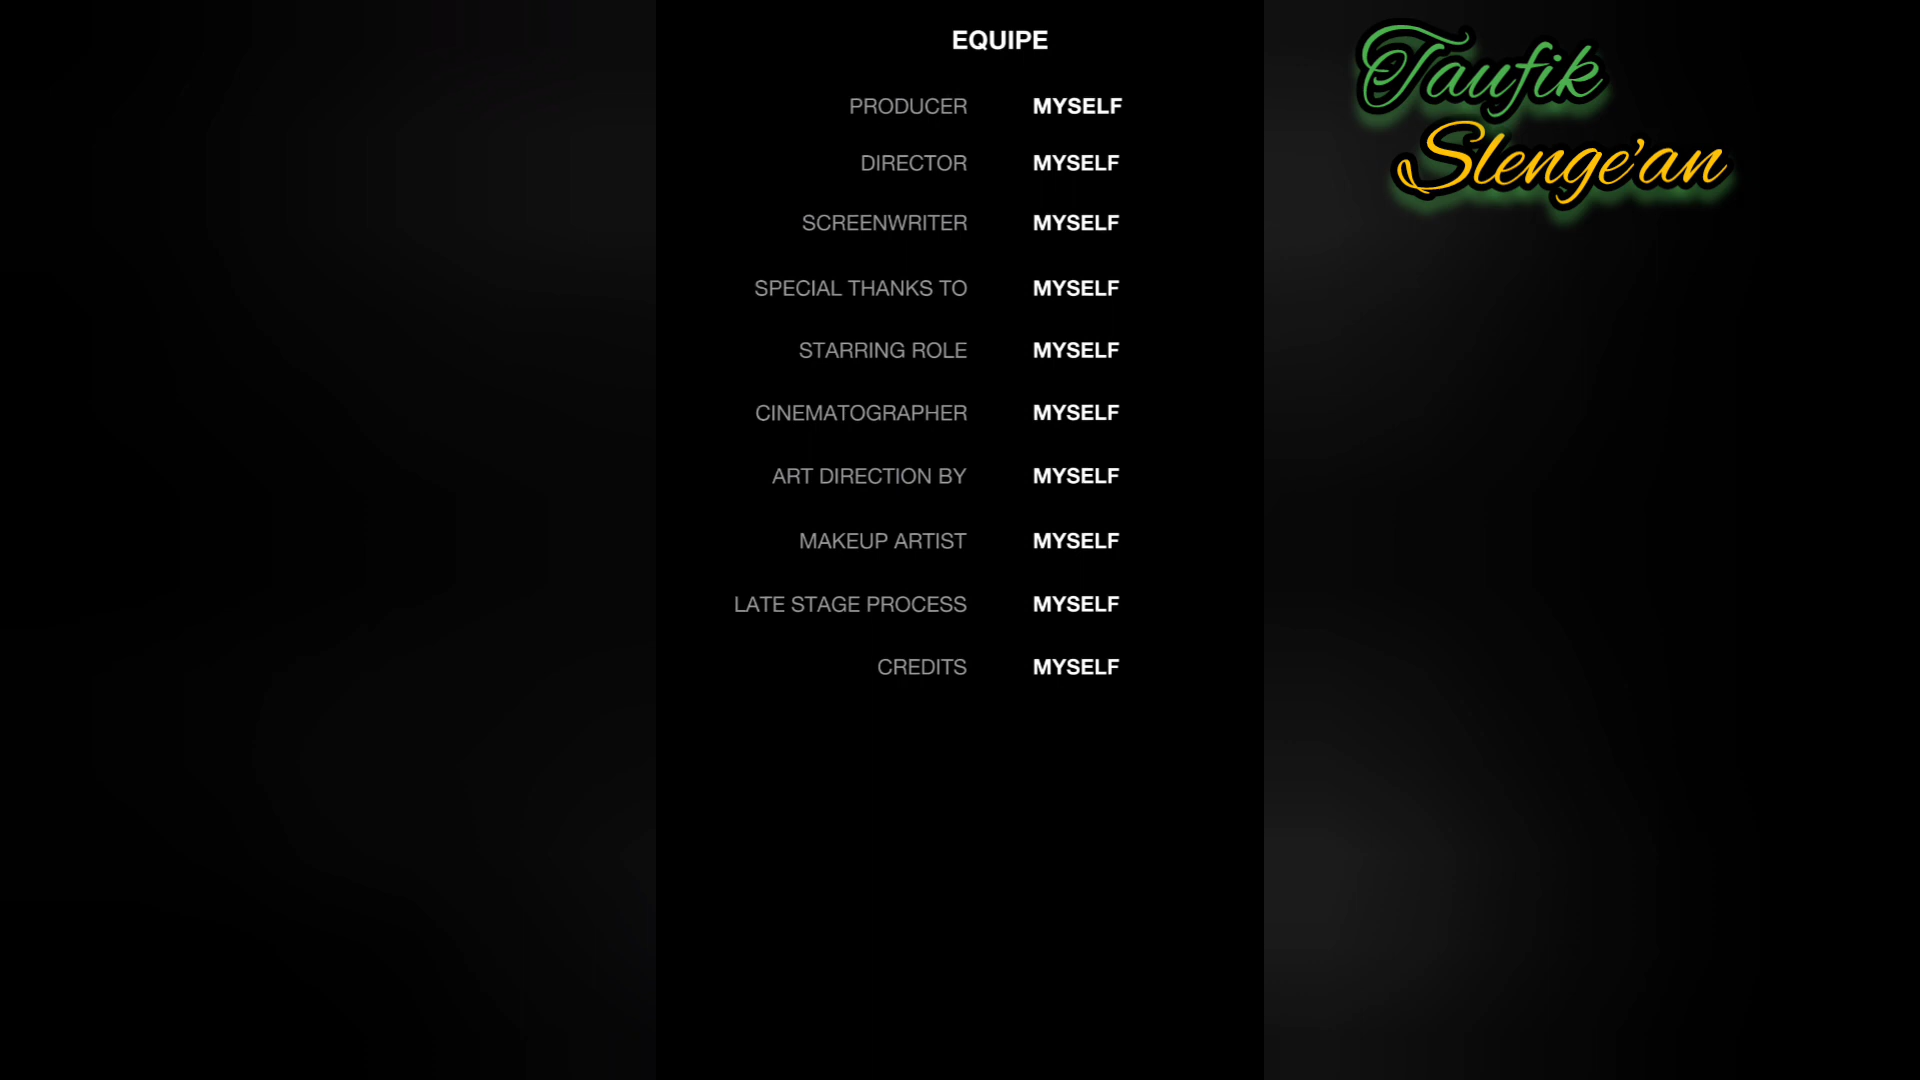 EQUIPE
PRODUCER MYSELF
DIRECTOR MYSELF
SCREENWRITER MYSELF
SPECIAL THANKS TO MYSELF
STARRING ROLE MYSELF
CINEMATOGRAPHER MYSELF
ART DIRECTION BY MYSELF
MAKEUP ARTIST MYSELF
LATE STAGE PROCESS MYSELF
CREDITS MYSELF
Taufik
Slenge'an